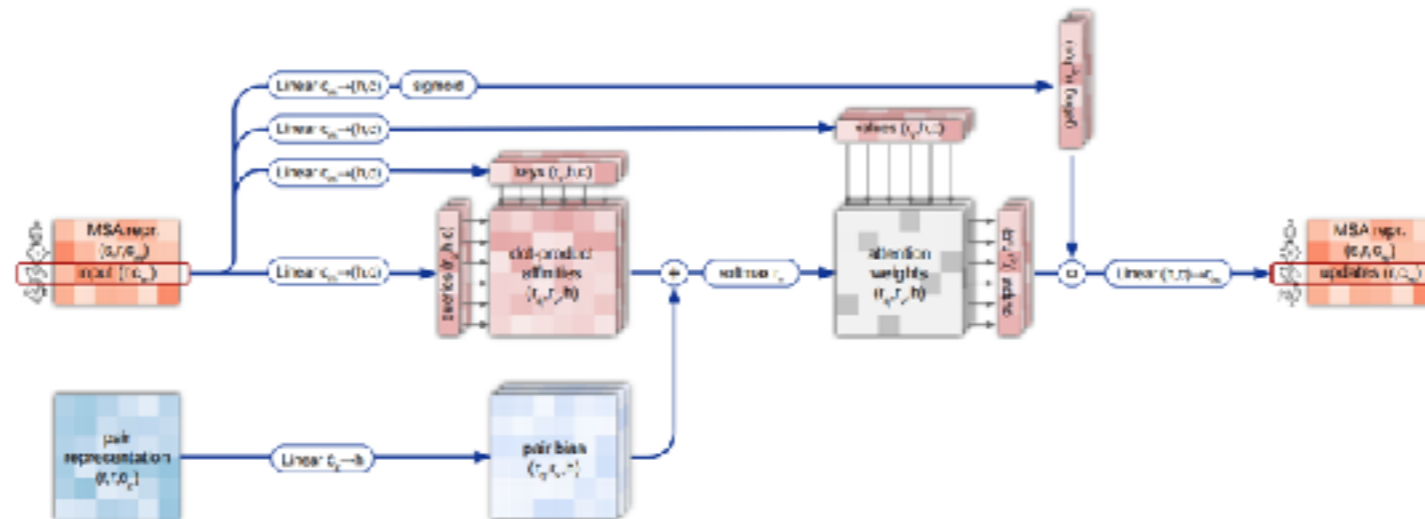 Linear c_m→(h,c)
sigmoid
Linear c_m→(h,c)
values (r_v,h,c)
Linear c_m→(h,c)
keys (r_v,h,c)
MSA repr.
(s,r,c_m)
input (r,c_m)
Linear c_m→(h,c)
queries (r_q,h,c)
dot-product
affinities
(r_q,r_v,h)
+
softmax r_v
attention
weights
(r_q,r_v,h)
output (r_q,h,c)
Linear (h,c)→c_m
MSA repr.
(s,r,c_m)
updates (r,c_m)
pair
representation
(r,r,c_z)
Linear c_z→h
pair bias
(r_q,r_v,h)